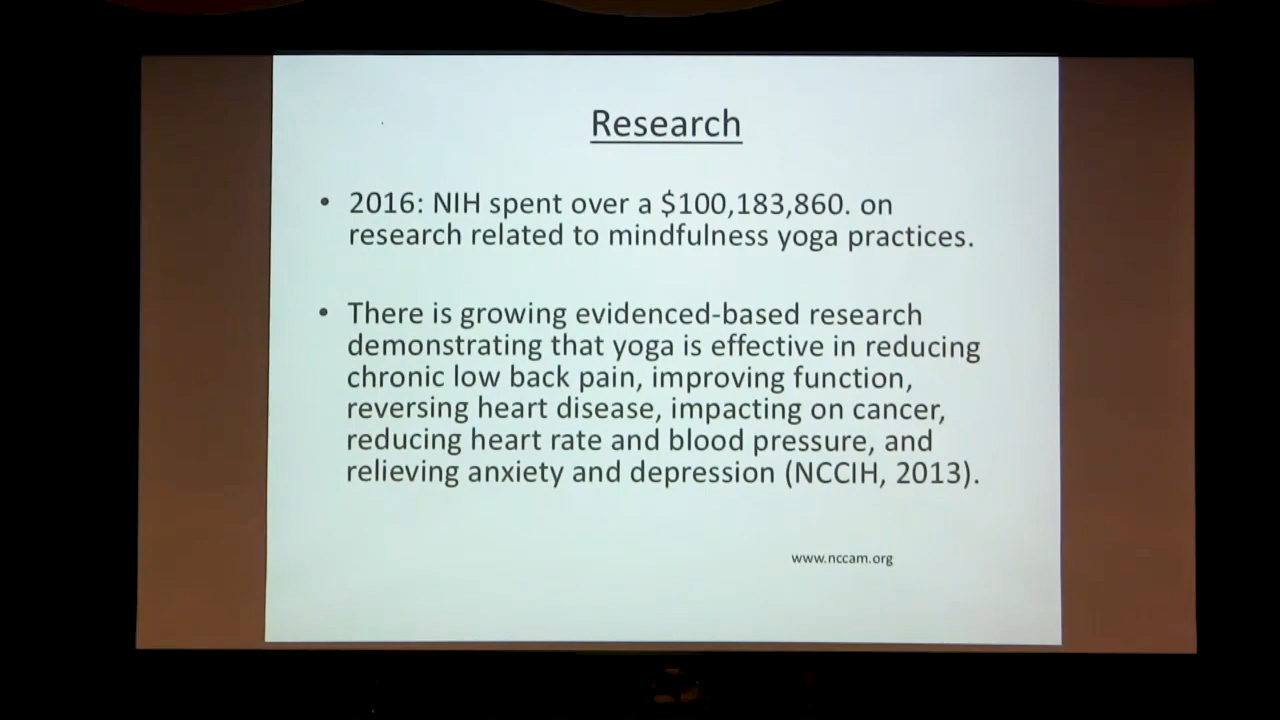 Research
• 2016: NIH spent over a $100,183,860. on
research related to mindfulness yoga practices.
• There is growing evidenced-based research
demonstrating that yoga is effective in reducing
chronic low back pain, improving function,
reversing heart disease, impacting on cancer,
reducing heart rate and blood pressure, and
relieving anxiety and depression (NCCIH, 2013).
www.nccam.org